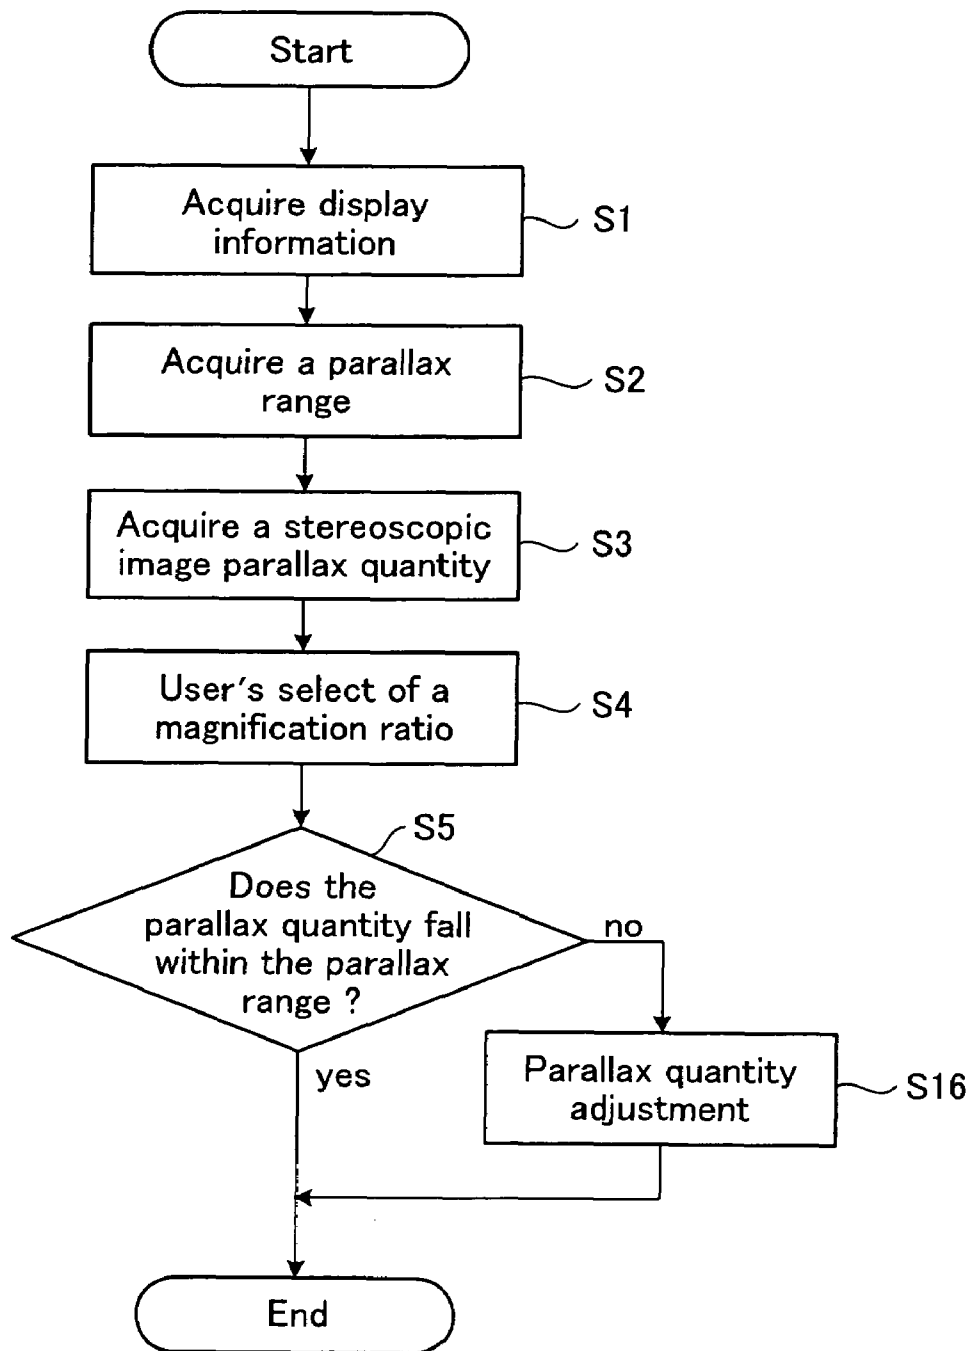 Start
Acquire display
information
S1
Acquire a parallax
range
S2
Acquire a stereoscopic
image parallax quantity
S3
User's select of a
magnification ratio
S4
S5
Does the
parallax quantity fall
within the parallax
range ?
no
yes
Parallax quantity
adjustment
S16
End